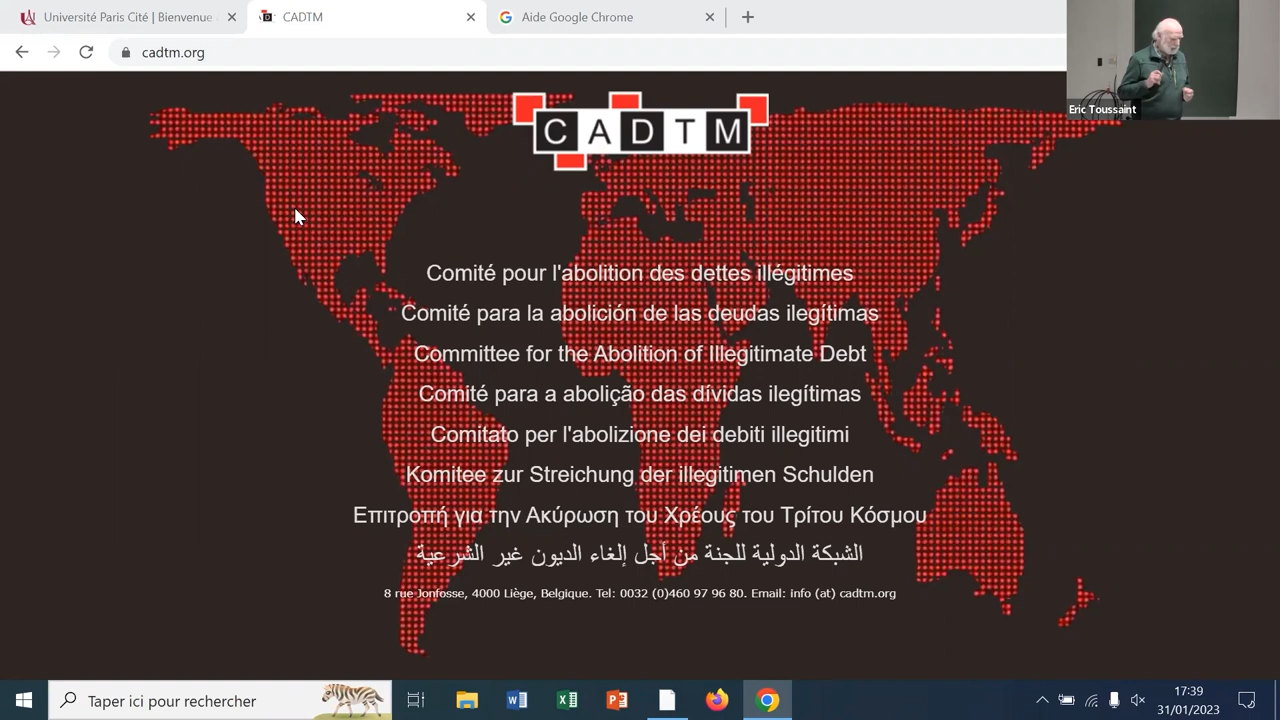 Université Paris Cité | Bienvenue
CADTM
Aide Google Chrome
cadtm.org
Eric Toussaint
CADTM
Comité pour l'abolition des dettes illégitimes
Comité para la abolición de las deudas ilegítimas
Committee for the Abolition of Illegitimate Debt
Comité para a abolição das dívidas ilegítimas
Comitato per l'abolizione dei debiti illegitimi
Komitee zur Streichung der illegitimen Schulden
Επιτροπή για την Ακύρωση του Χρέους του Τρίτου Κόσμου
الشبكة الدولية للجنة من أجل إلغاء الديون غير الشرعية
8 rue Jonfosse, 4000 Liège, Belgique. Tel: 0032 (0)460 97 96 80. Email: info (at) cadtm.org
Taper ici pour rechercher
17:39
31/01/2023